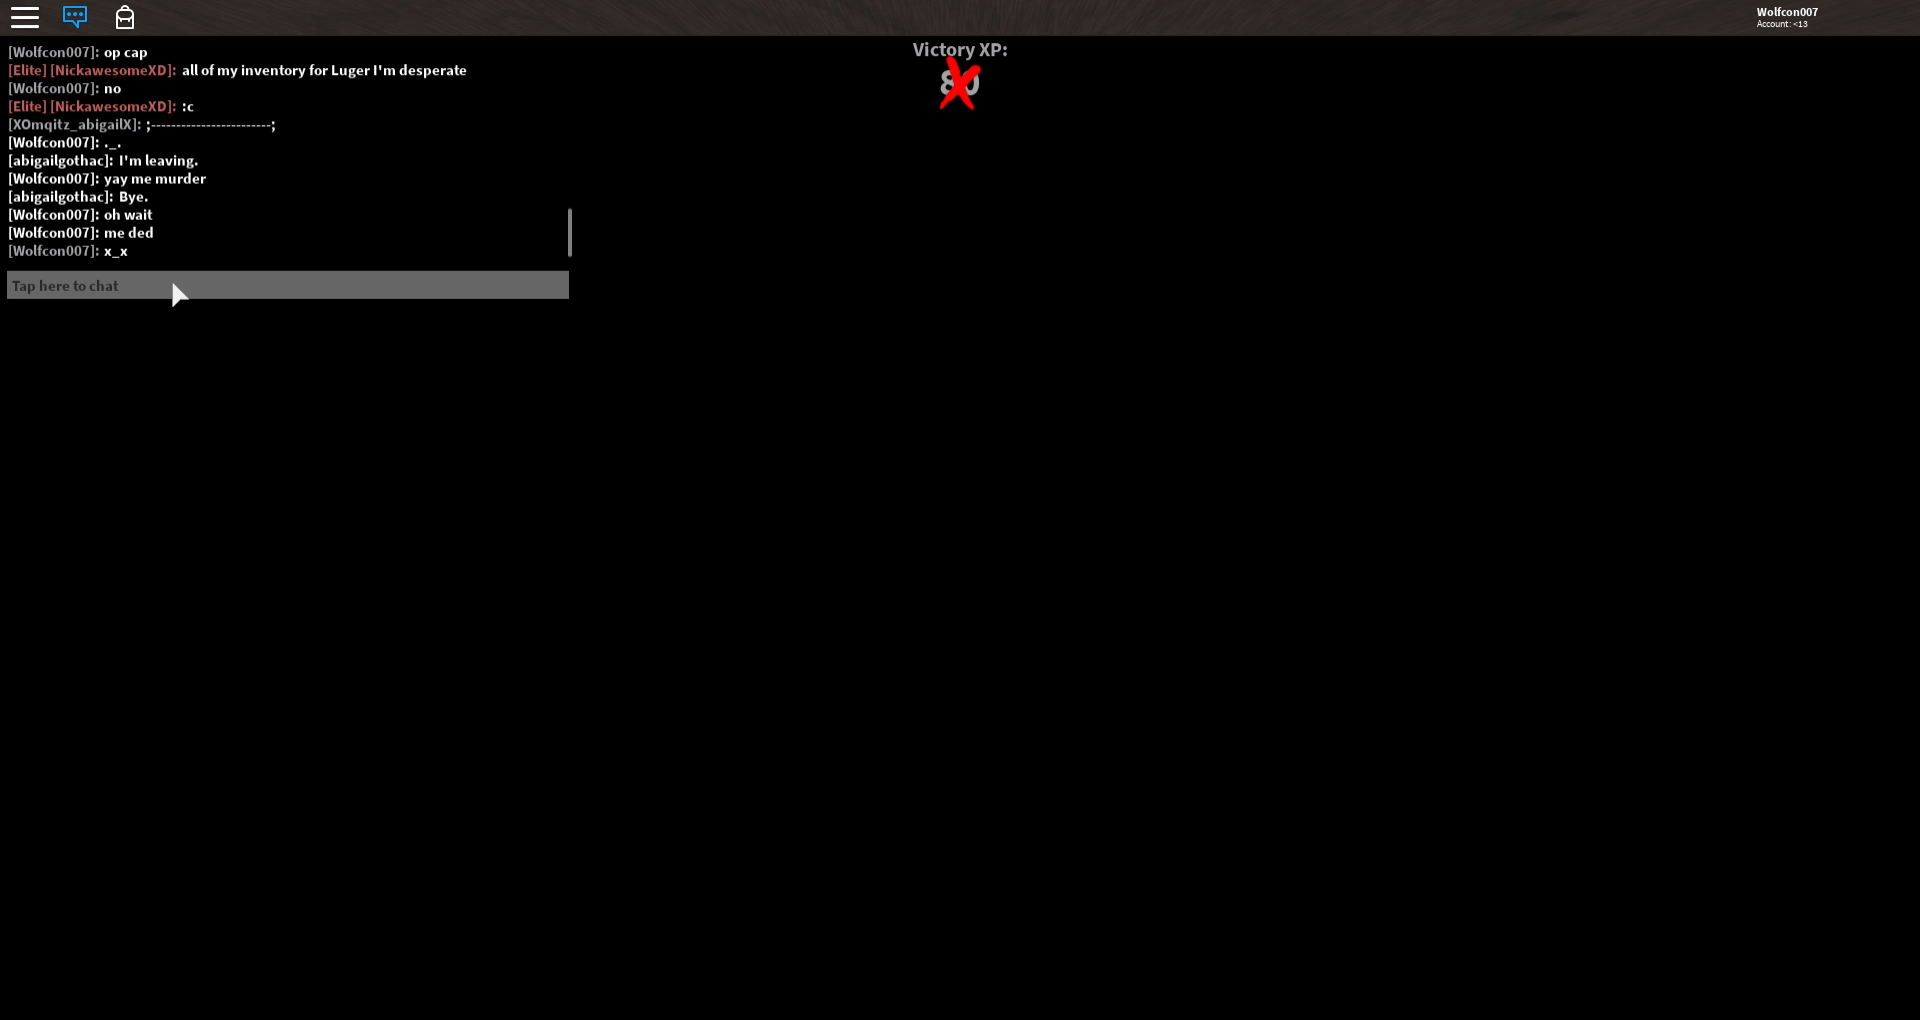 Wolfcon007
Account: <13
[Wolfcon007]: op cap
[Elite] [NickawesomeXD]: all of my inventory for Luger I'm desperate
[Wolfcon007]: no
[Elite] [NickawesomeXD]: :c
[XOmqitz_abigailX]: ;------------------------;
[Wolfcon007]: ._.
[abigailgothac]: I'm leaving.
[Wolfcon007]: yay me murder
[abigailgothac]: Bye.
[Wolfcon007]: oh wait
[Wolfcon007]: me ded
[Wolfcon007]: x_x
Tap here to chat
Victory XP:
80